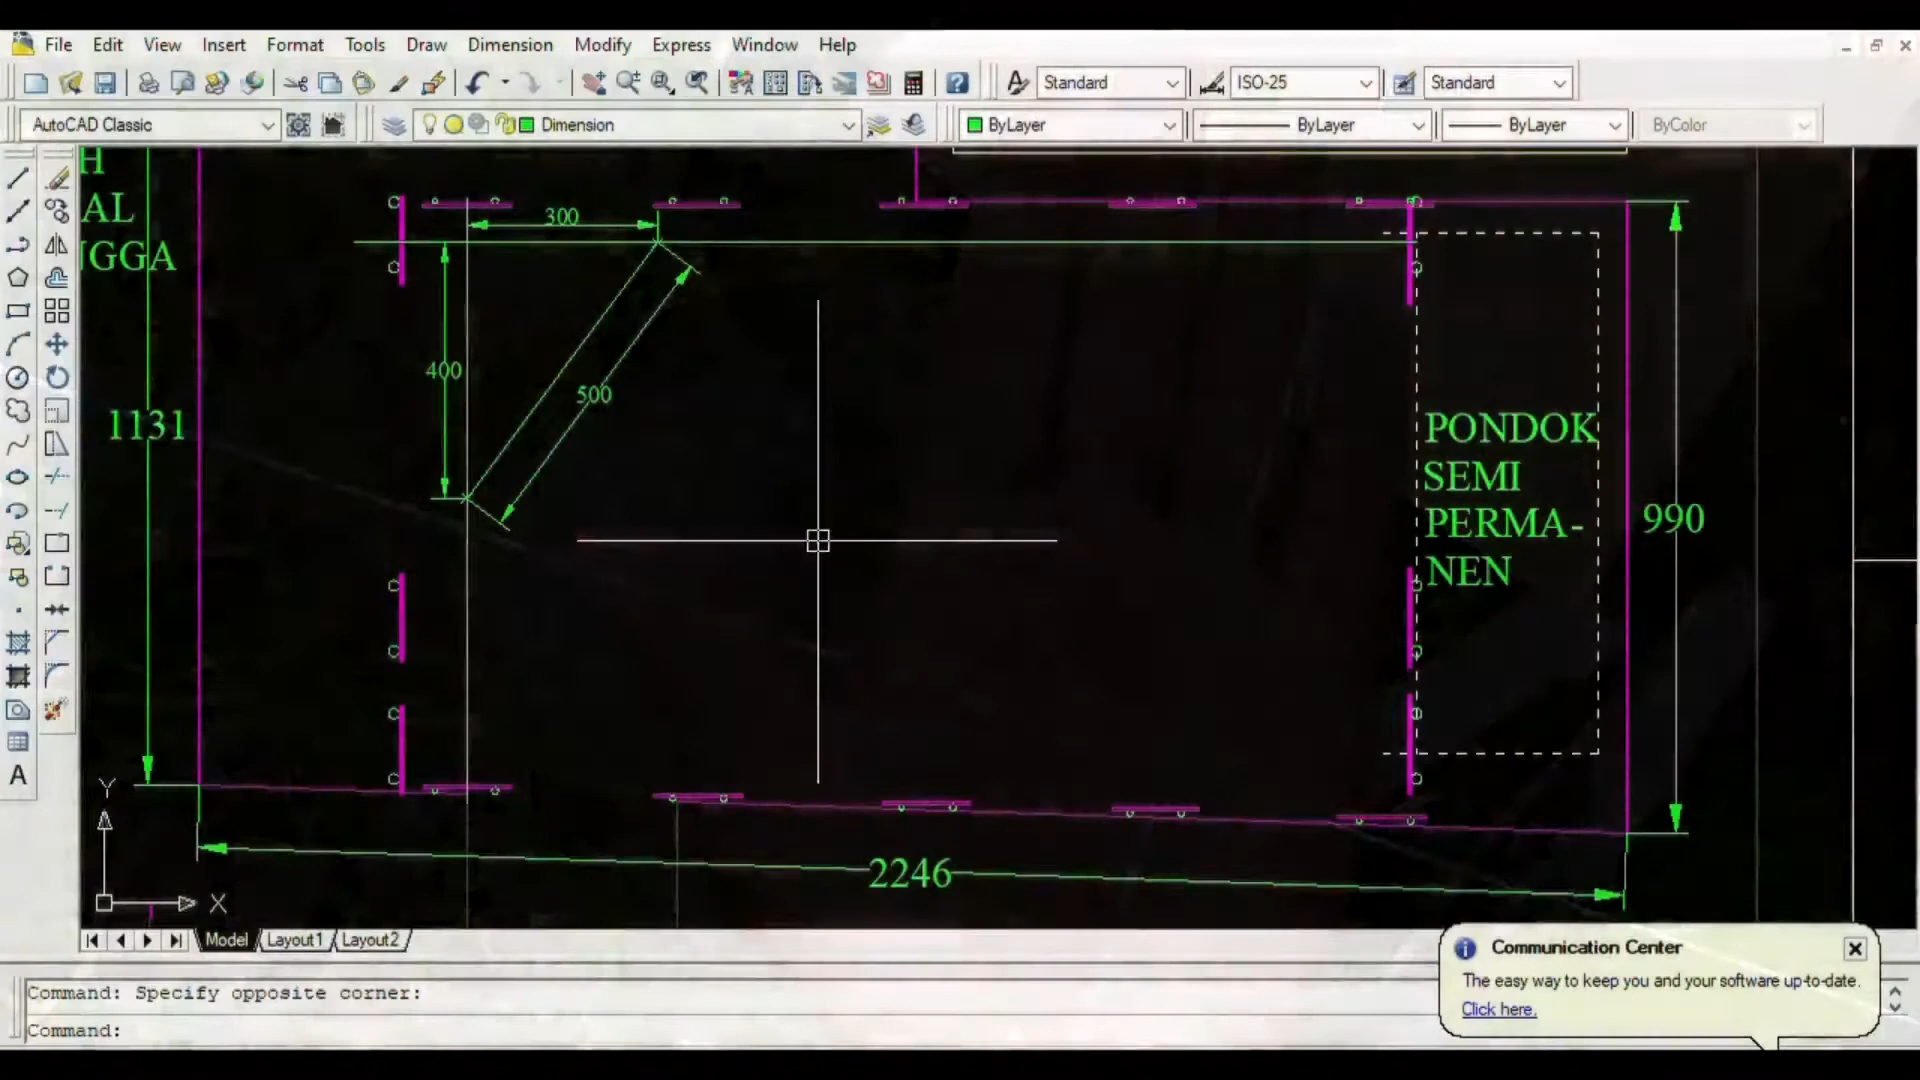 File Edit View Insert Format Tools Draw Dimension Modify Express Window Help
Standard ISO-25 Standard
AutoCAD Classic Dimension ByLayer ByLayer ByLayer ByColor
H
AL
GGA
300
400
500
1131
PONDOK
SEMI
PERMA-
NEN
990
2246
Y
X
A
Model Layout1 Layout2
Communication Center
The easy way to keep you and your software up-to-date.
Click here.
Command: Specify opposite corner:
Command: